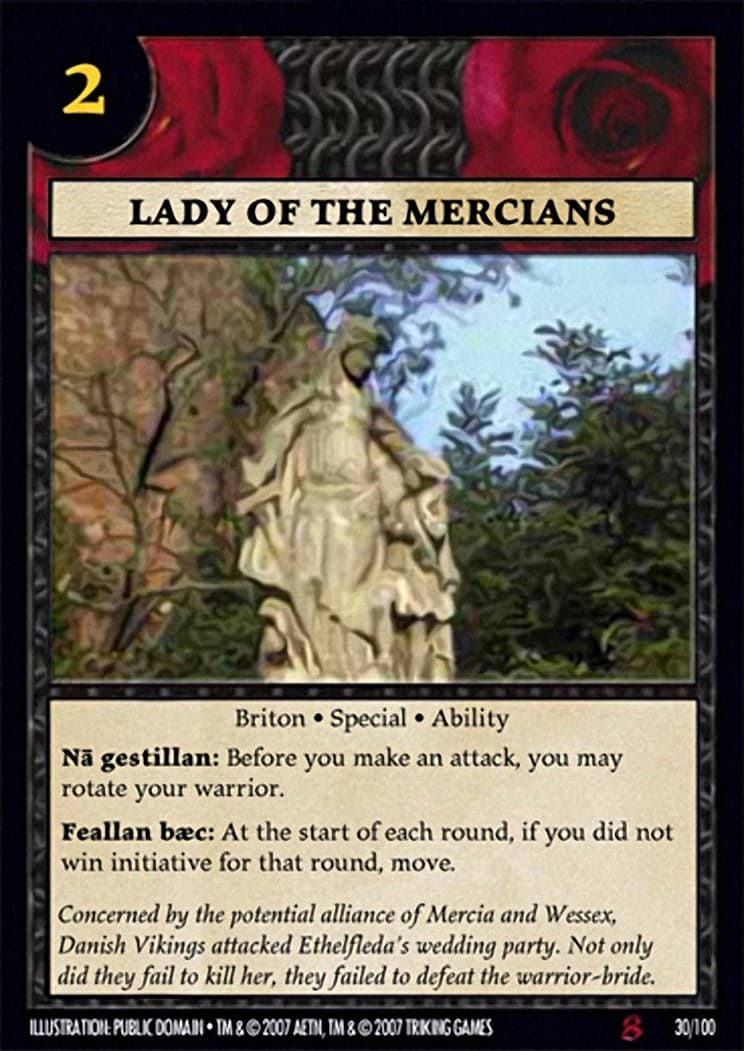 2
LADY OF THE MERCIANS
Briton • Special • Ability
Nā gestillan: Before you make an attack, you may
rotate your warrior.
Feallan bæc: At the start of each round, if you did not
win initiative for that round, move.
Concerned by the potential alliance of Mercia and Wessex,
Danish Vikings attacked Ethelfleda's wedding party. Not only
did they fail to kill her, they failed to defeat the warrior-bride.
ILLUSTRATION: PUBLIC DOMAIN • TM & © 2007 AETN, TM & © 2007 TRIKING GAMES
30/100